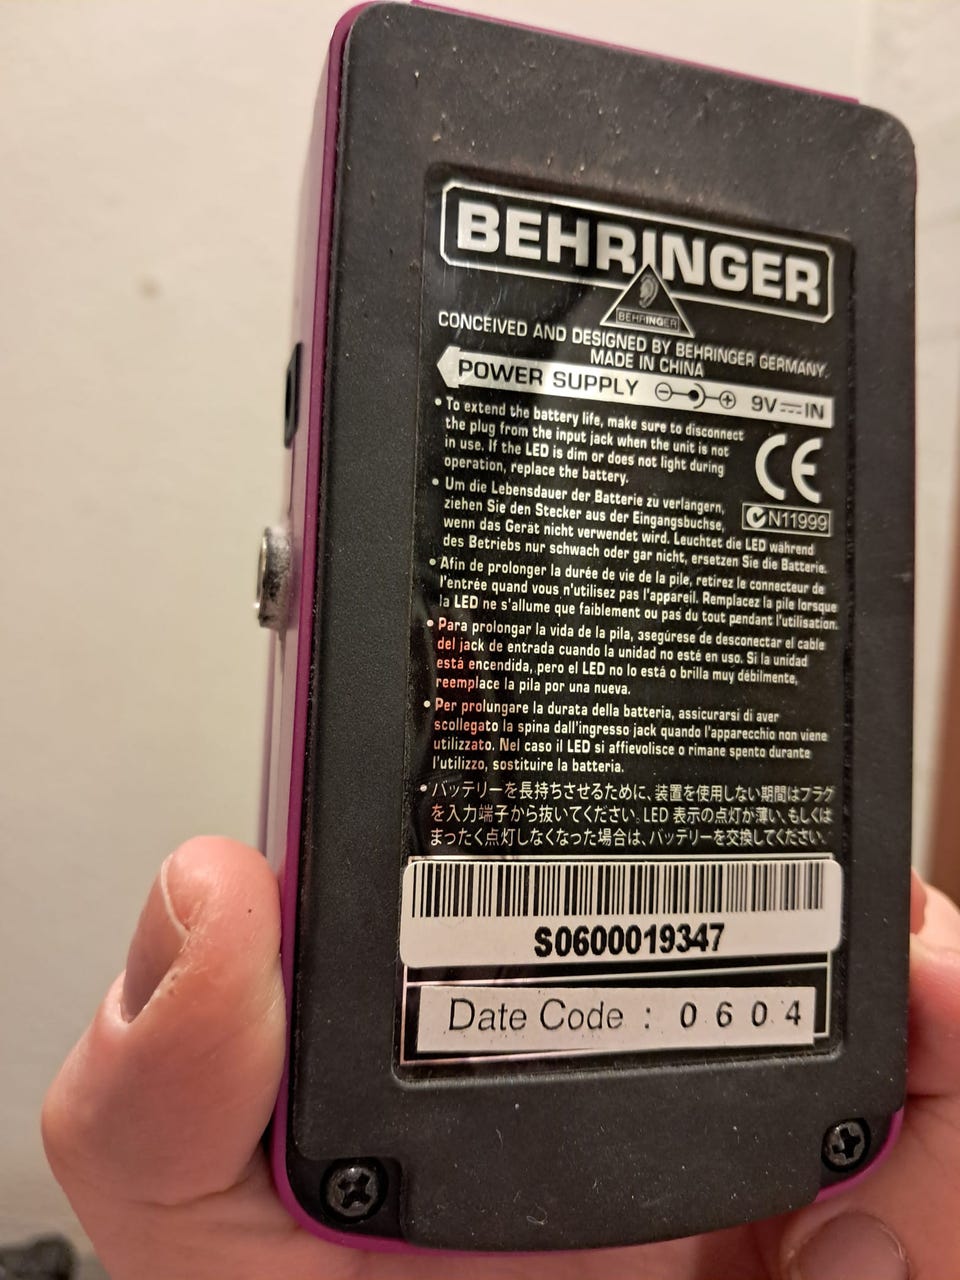 BEHRINGER
BEHRINGER
CONCEIVED AND DESIGNED BY BEHRINGER GERMANY.
MADE IN CHINA
POWER SUPPLY 9V IN
• To extend the battery life, make sure to disconnect
the plug from the input jack when the unit is not
in use. If the LED is dim or does not light during
operation, replace the battery.
CE
N11999
• Um die Lebensdauer der Batterie zu verlängern,
ziehen Sie den Stecker aus der Eingangsbuchse,
wenn das Gerät nicht verwendet wird. Leuchtet die LED während
des Betriebs nur schwach oder gar nicht, ersetzen Sie die Batterie.
• Afin de prolonger la durée de vie de la pile, retirez le connecteur de
l'entrée quand vous n'utilisez pas l'appareil. Remplacez la pile lorsque
la LED ne s'allume que faiblement ou pas du tout pendant l'utilisation.
• Para prolongar la vida de la pila, asegúrese de desconectar el cable
del jack de entrada cuando la unidad no esté en uso. Si la unidad
está encendida, pero el LED no lo está o brilla muy débilmente,
reemplace la pila por una nueva.
• Per prolungare la durata della batteria, assicurarsi di aver
scollegato la spina dall'ingresso jack quando l'apparecchio non viene
utilizzato. Nel caso il LED si affievolisce o rimane spento durante
l'utilizzo, sostituire la batteria.
• バッテリーを長持ちさせるために、装置を使用しない期間はプラグ
を入力端子から抜いてください。LED 表示の点灯が薄い、もしくは
まったく点灯しなくなった場合は、バッテリーを交換してください。
S0600019347
Date Code : 0604